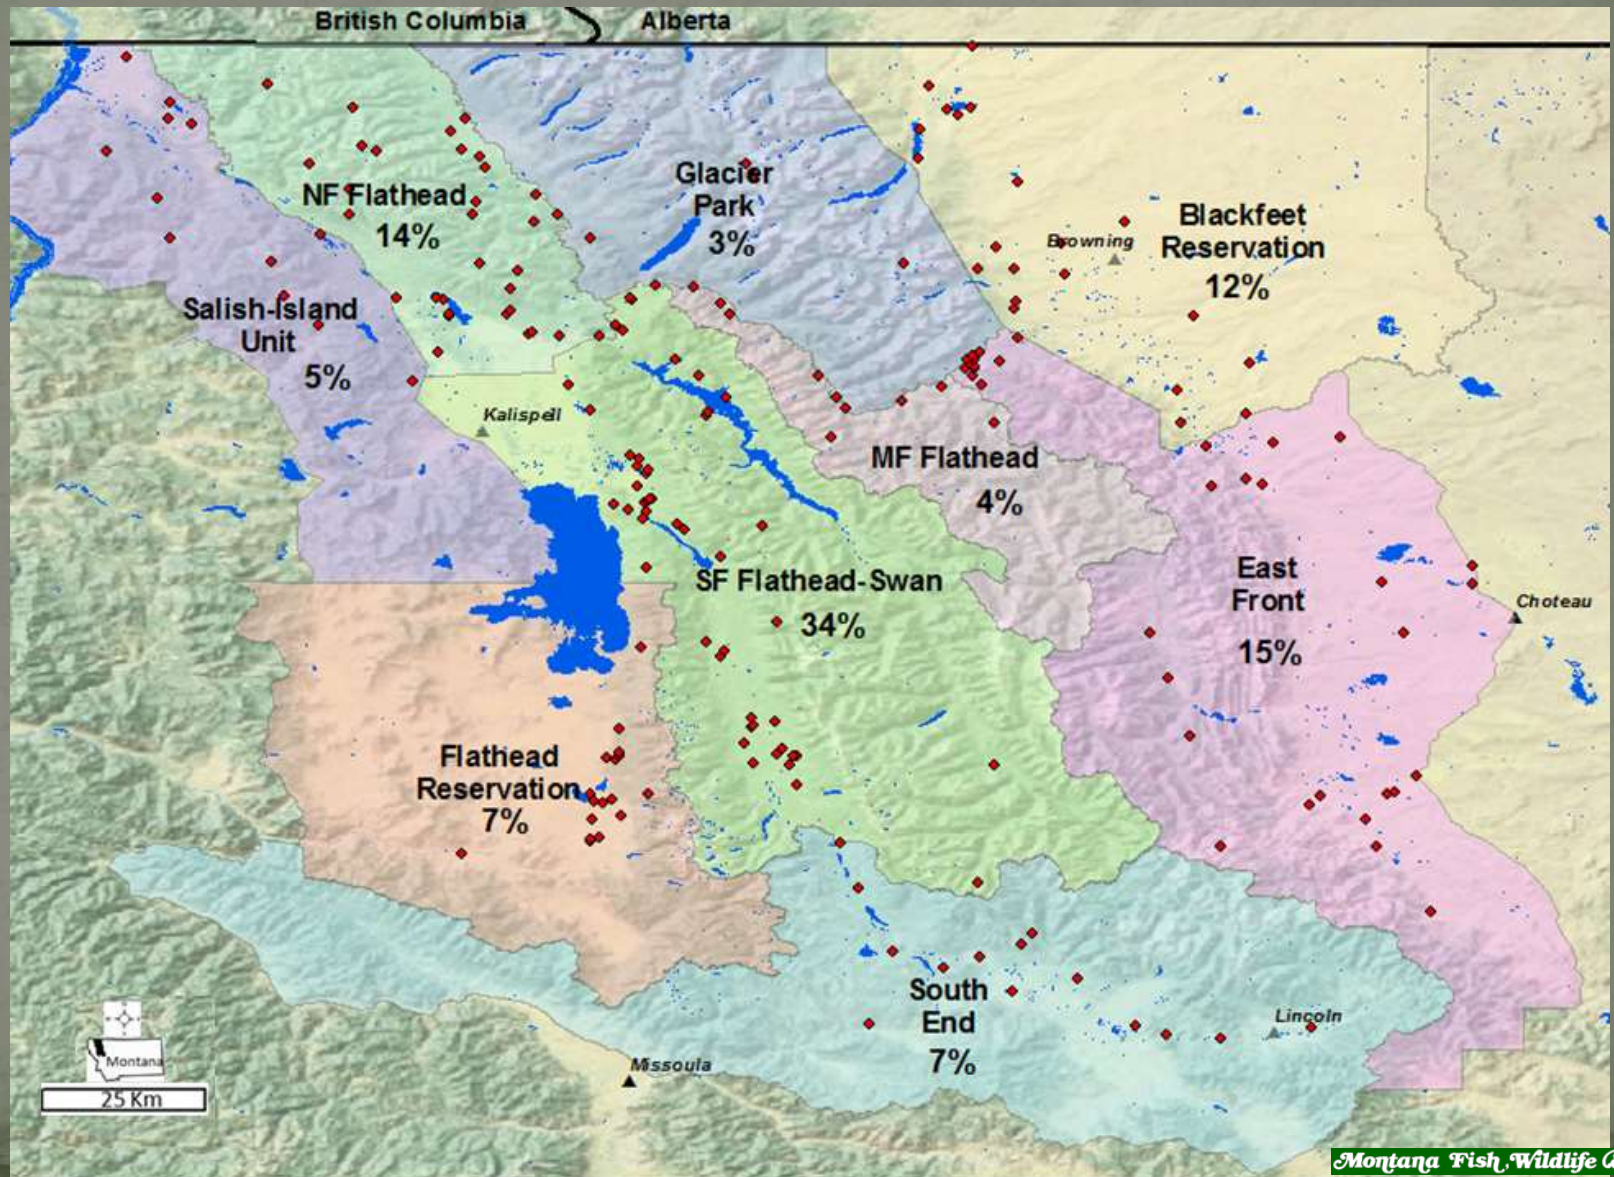 British Columbia
Alberta
NF Flathead
14%
Glacier
Park
3%
Blackfeet
Reservation
12%
Browning
Salish-Island
Unit
5%
Kalispell
MF Flathead
4%
SF Flathead-Swan
34%
East
Front
15%
Choteau
Flathead
Reservation
7%
South
End
7%
Lincoln
Missoula
Montana
25 Km
Montana Fish, Wildlife